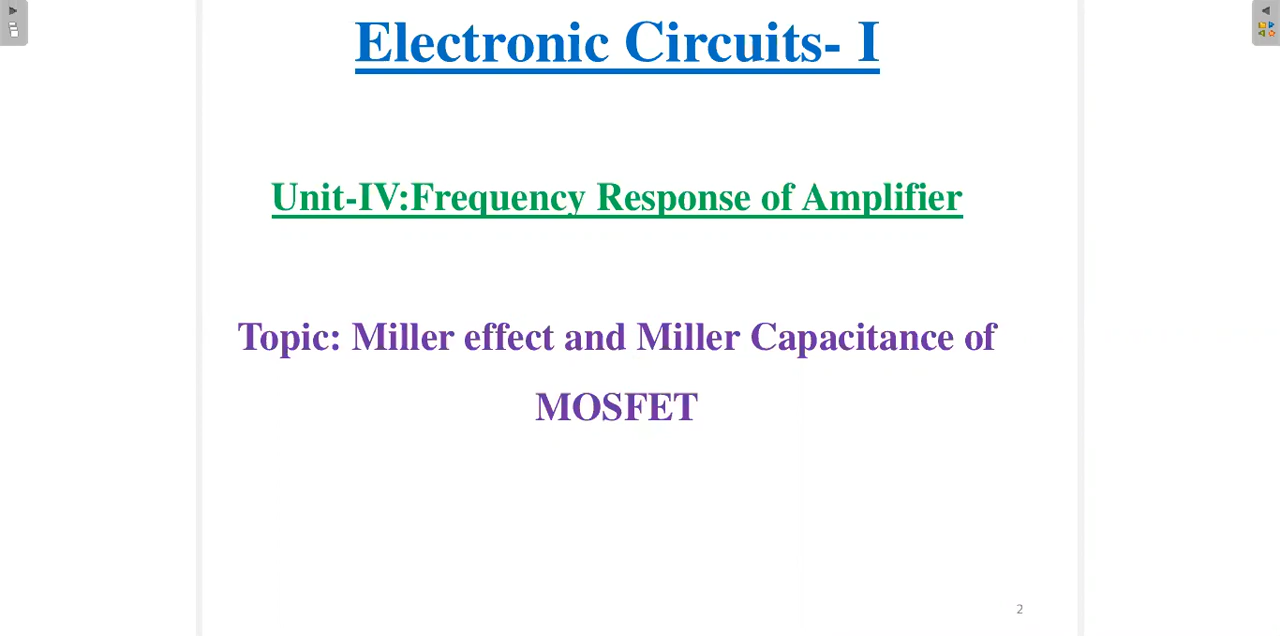 Electronic Circuits- I
Unit-IV:Frequency Response of Amplifier
Topic: Miller effect and Miller Capacitance of
MOSFET
2